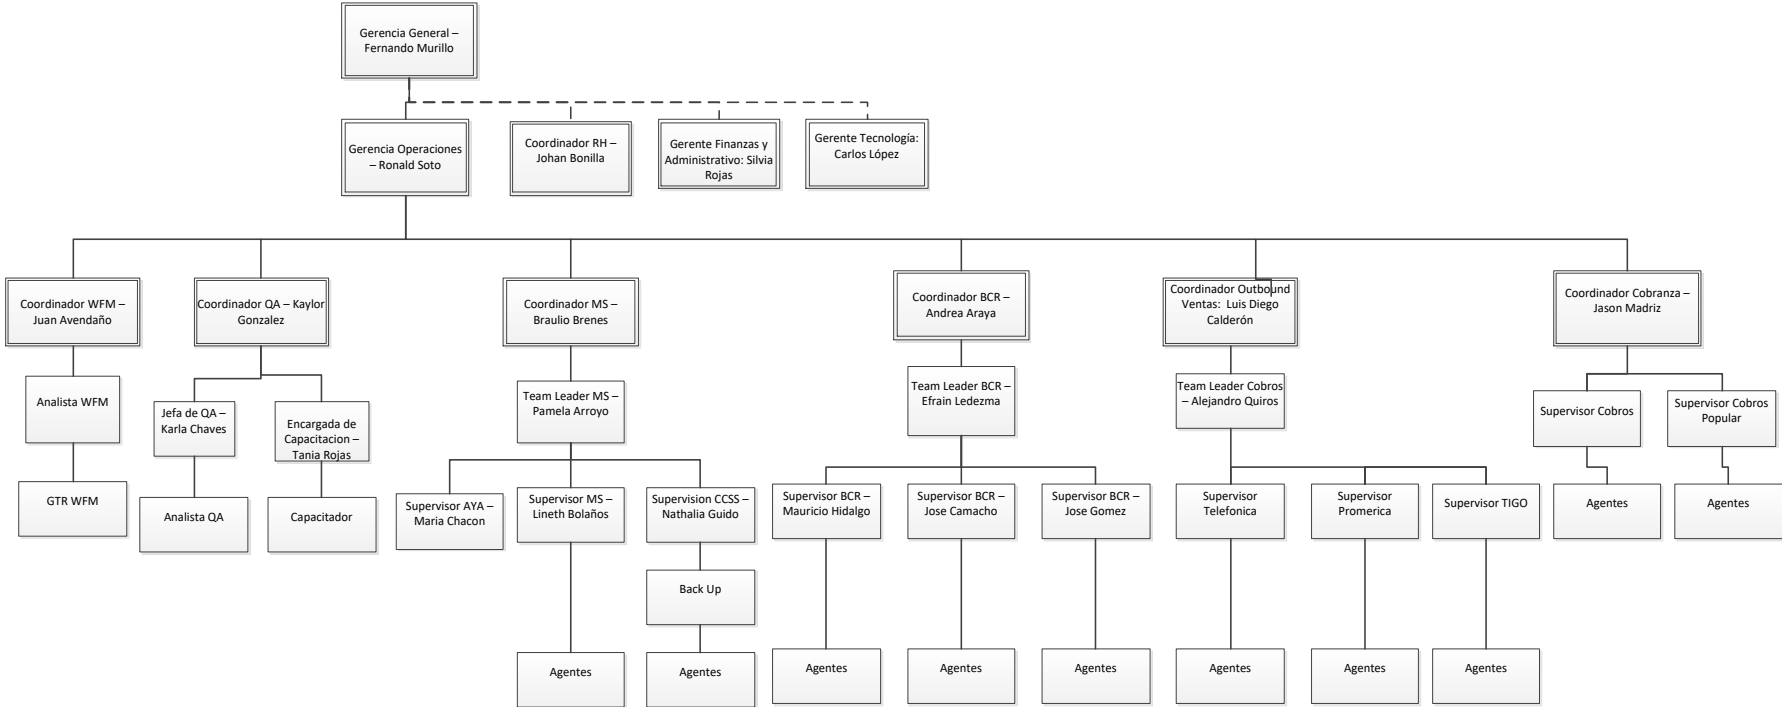 Gerencia General –
Fernando Murillo
Gerencia Operaciones
– Ronald Soto
Coordinador RH –
Johan Bonilla
Gerente Finanzas y
Administrativo: Silvia
Rojas
Gerente Tecnología:
Carlos López
Coordinador WFM –
Juan Avendaño
Coordinador QA – Kaylor
Gonzalez
Coordinador MS –
Braulio Brenes
Coordinador BCR –
Andrea Araya
Coordinador Outbound
Ventas:  Luis Diego
Calderón
Coordinador Cobranza –
Jason Madriz
Analista WFM
Jefa de QA –
Karla Chaves
Encargada de
Capacitacion –
Tania Rojas
Team Leader MS –
Pamela Arroyo
Team Leader BCR –
Efrain Ledezma
Team Leader Cobros
– Alejandro Quiros
Supervisor Cobros
Supervisor Cobros
Popular
GTR WFM
Analista QA
Capacitador
Supervisor AYA –
Maria Chacon
Supervisor MS –
Lineth Bolaños
Supervision CCSS –
Nathalia Guido
Supervisor BCR –
Mauricio Hidalgo
Supervisor BCR –
Jose Camacho
Supervisor BCR –
Jose Gomez
Supervisor
Telefonica
Supervisor
Promerica
Supervisor TIGO
Agentes
Agentes
Back Up
Agentes
Agentes
Agentes
Agentes
Agentes
Agentes
Agentes
Agentes